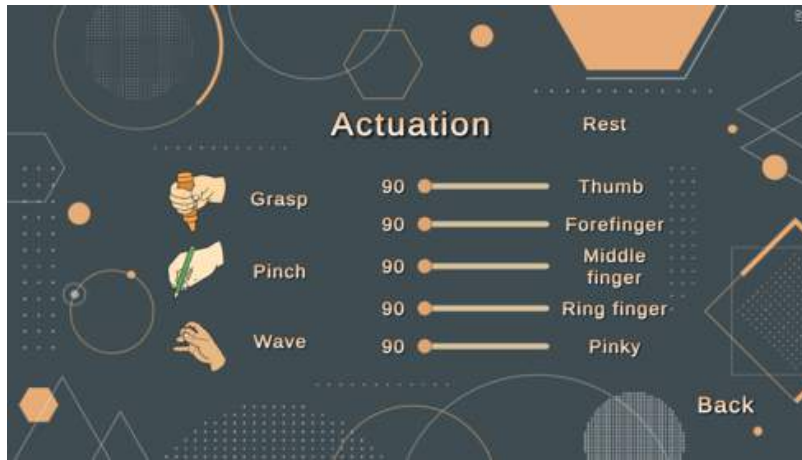 Actuation
Rest
Grasp
90
Thumb
90
Forefinger
Pinch
90
Middle
finger
90
Ring finger
Wave
90
Pinky
Back